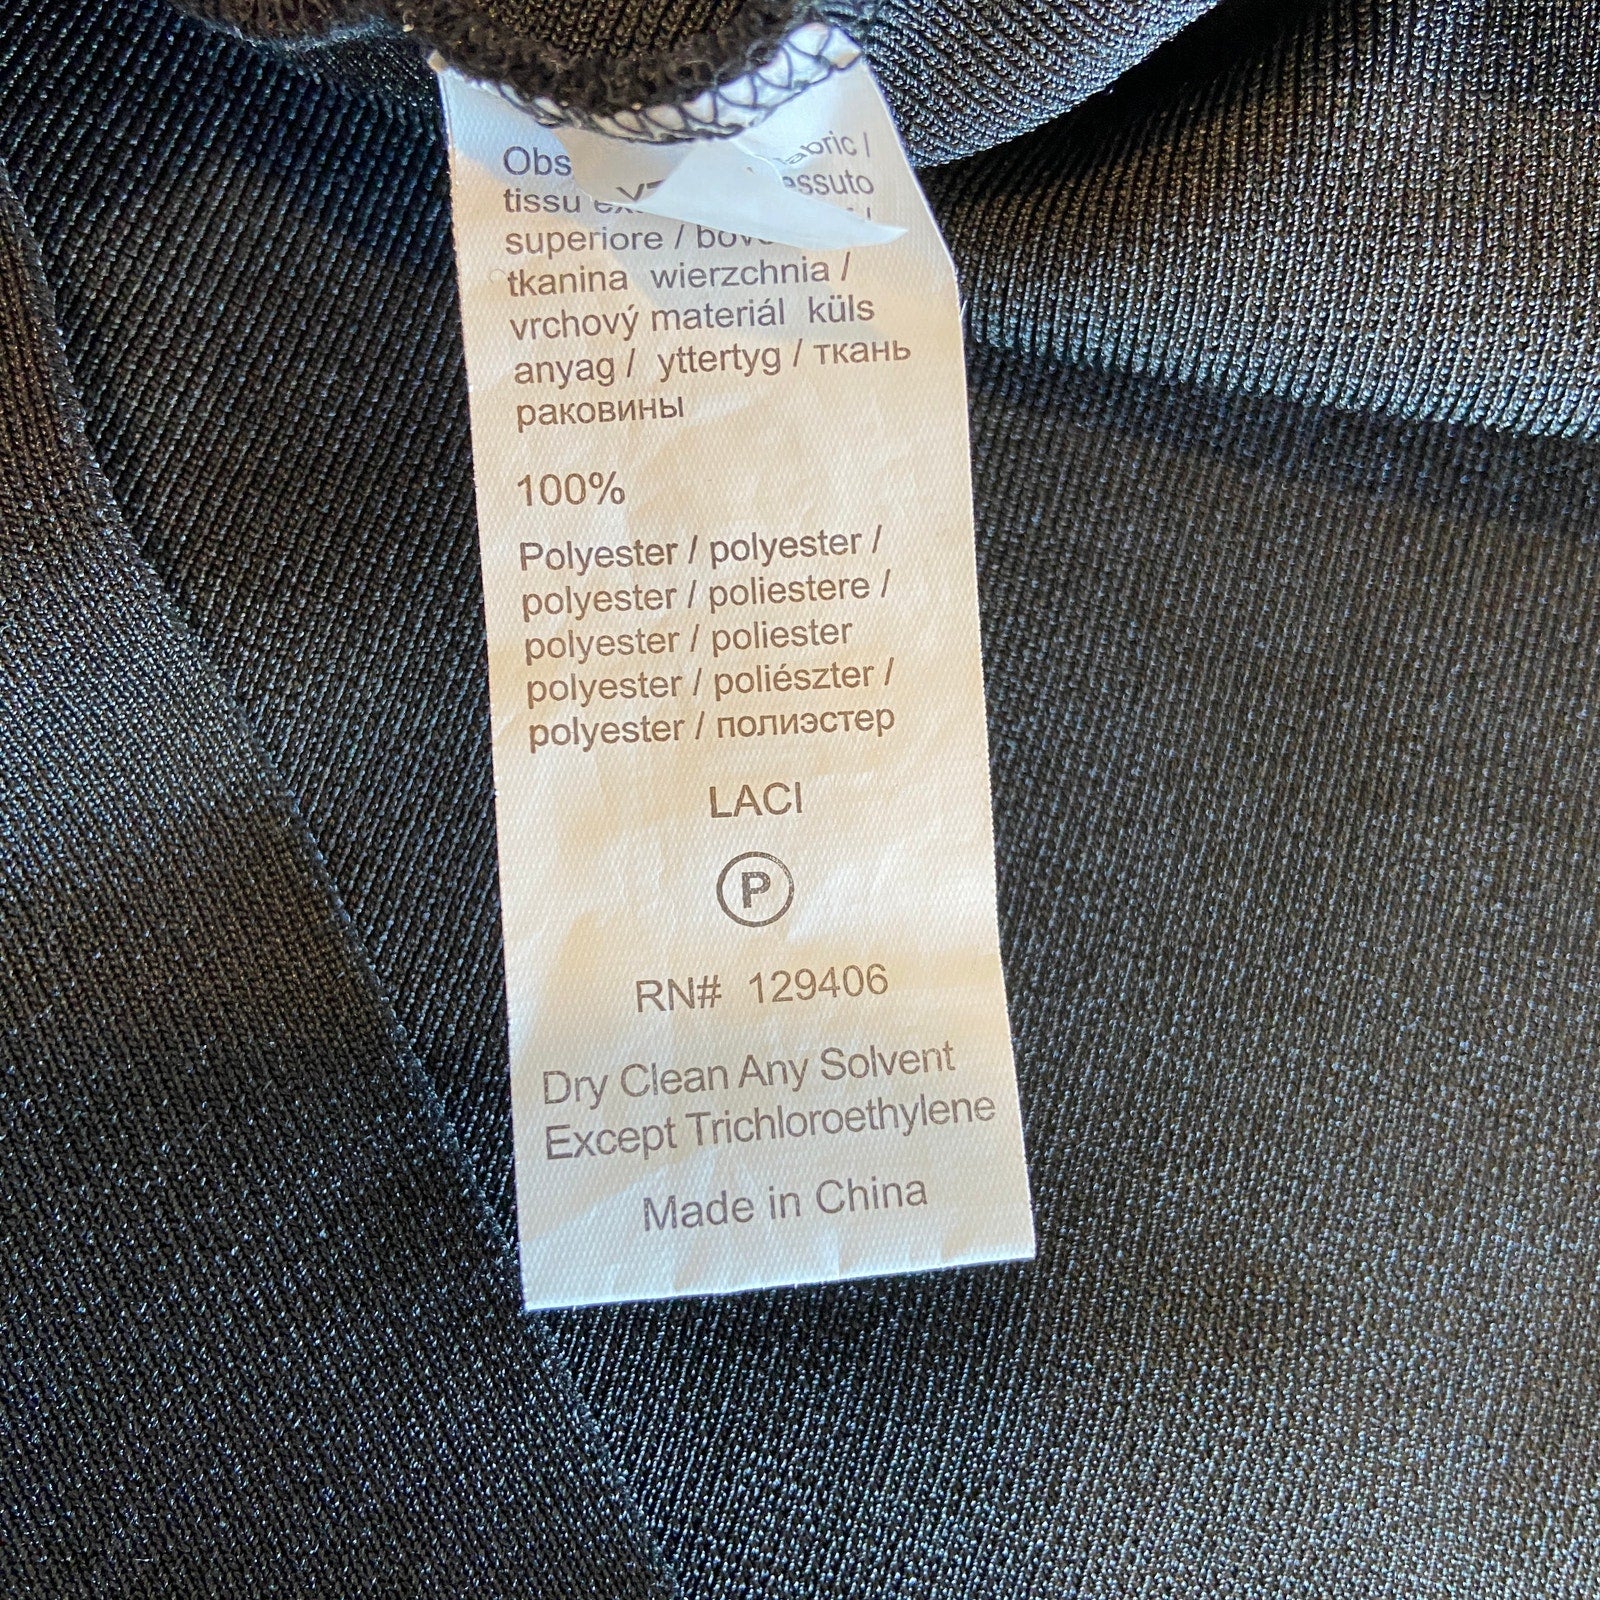 Obs
tissu
superiore /
tkanina wierzchnia /
vrchový materiál küls
anyag / yttertyg / ткань
раковины
100%
Polyester / polyester /
polyester / poliestere /
polyester / poliester
polyester / poliészter /
polyester / полиэстер
LACI
P
RN# 129406
Dry Clean Any Solvent
Except Trichloroethylene
Made in China